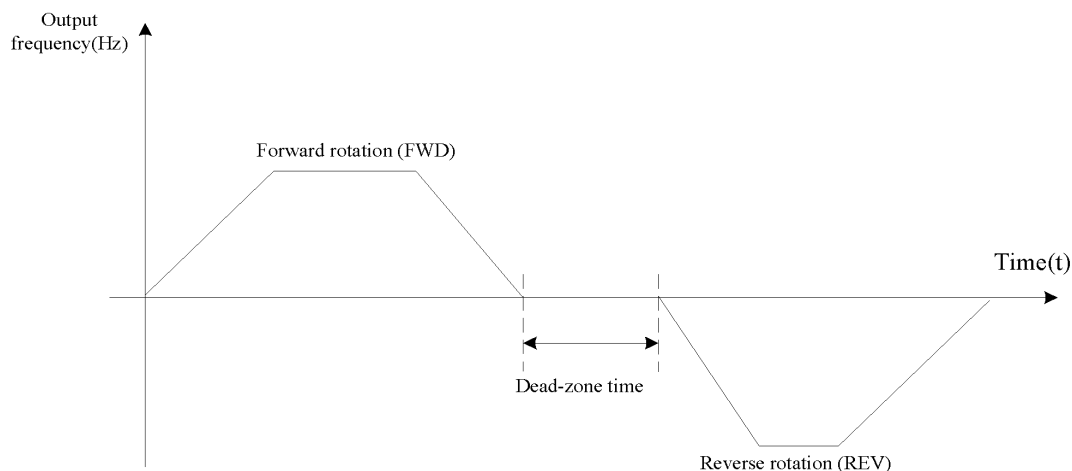 Output
frequency(Hz)
Forward rotation (FWD)
Time(t)
Dead-zone time
Reverse rotation (REV)